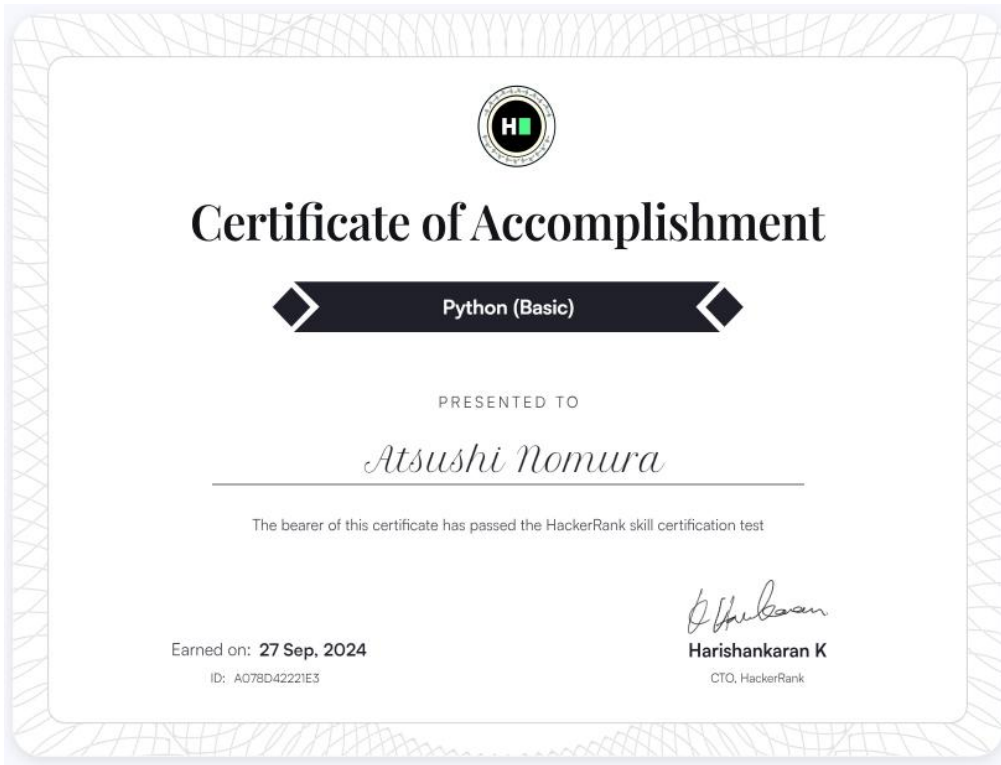 H
Certificate of Accomplishment
Python (Basic)
PRESENTED TO
Atsushi Nomura
The bearer of this certificate has passed the HackerRank skill certification test
Earned on: 27 Sep, 2024
ID: A078D42221E3
Harishankaran K
CTO, HackerRank